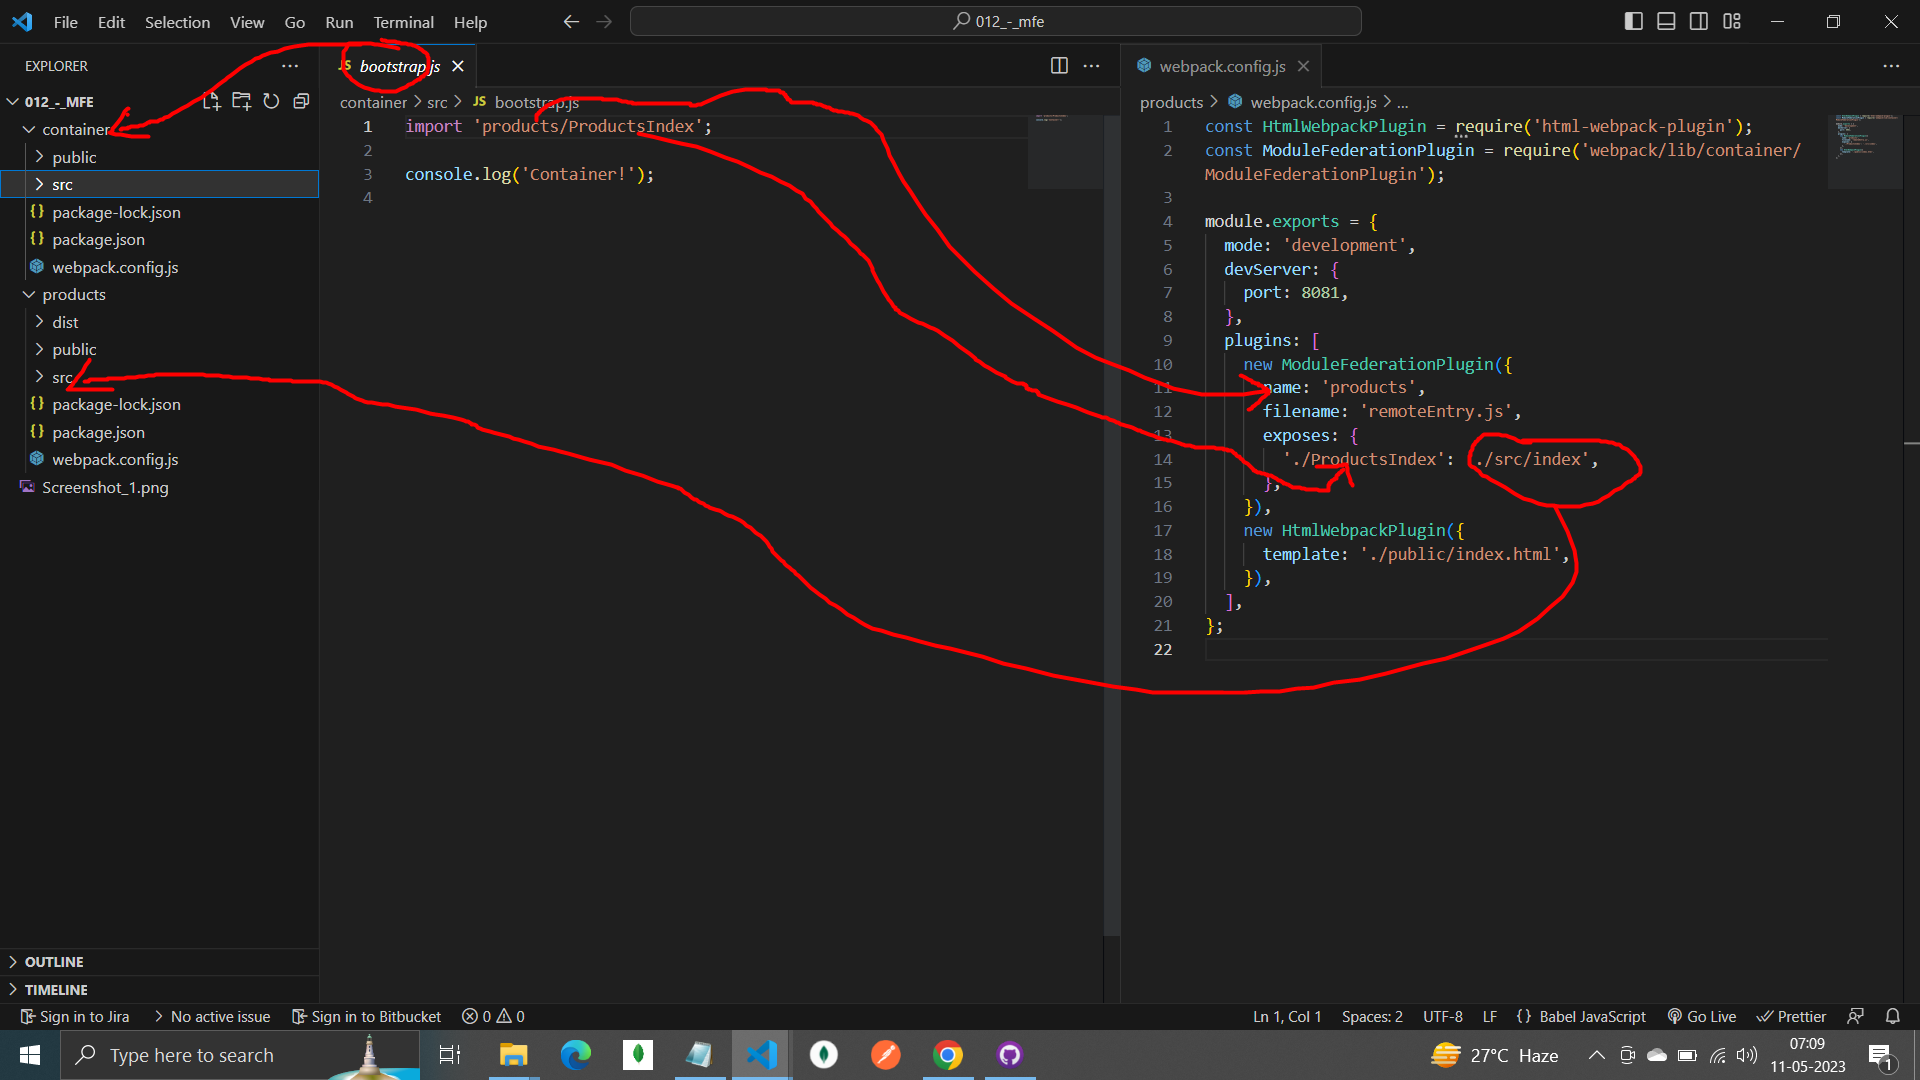 File Edit Selection View Go Run Terminal Help
012_-_mfe
EXPLORER
012_-_MFE
container
public
src
package-lock.json
package.json
webpack.config.js
products
dist
public
src
package-lock.json
package.json
webpack.config.js
Screenshot_1.png
OUTLINE
TIMELINE
JS bootstrap.js
container > src > JS bootstrap.js
1 import 'products/ProductsIndex';
2
3 console.log('Container!');
4
webpack.config.js
products > webpack.config.js > ...
1 const HtmlWebpackPlugin = require('html-webpack-plugin');
2 const ModuleFederationPlugin = require('webpack/lib/container/
ModuleFederationPlugin');
3
4 module.exports = {
5 mode: 'development',
6 devServer: {
7 port: 8081,
8 },
9 plugins: [
10 new ModuleFederationPlugin({
11 name: 'products',
12 filename: 'remoteEntry.js',
13 exposes: {
14 './ProductsIndex': './src/index',
15 },
16 }),
17 new HtmlWebpackPlugin({
18 template: './public/index.html',
19 }),
20 ],
21 };
22
Sign in to Jira No active issue Sign in to Bitbucket 0 0 Ln 1, Col 1 Spaces: 2 UTF-8 LF {} Babel JavaScript Go Live Prettier
Type here to search 27°C Haze 07:09
11-05-2023 1